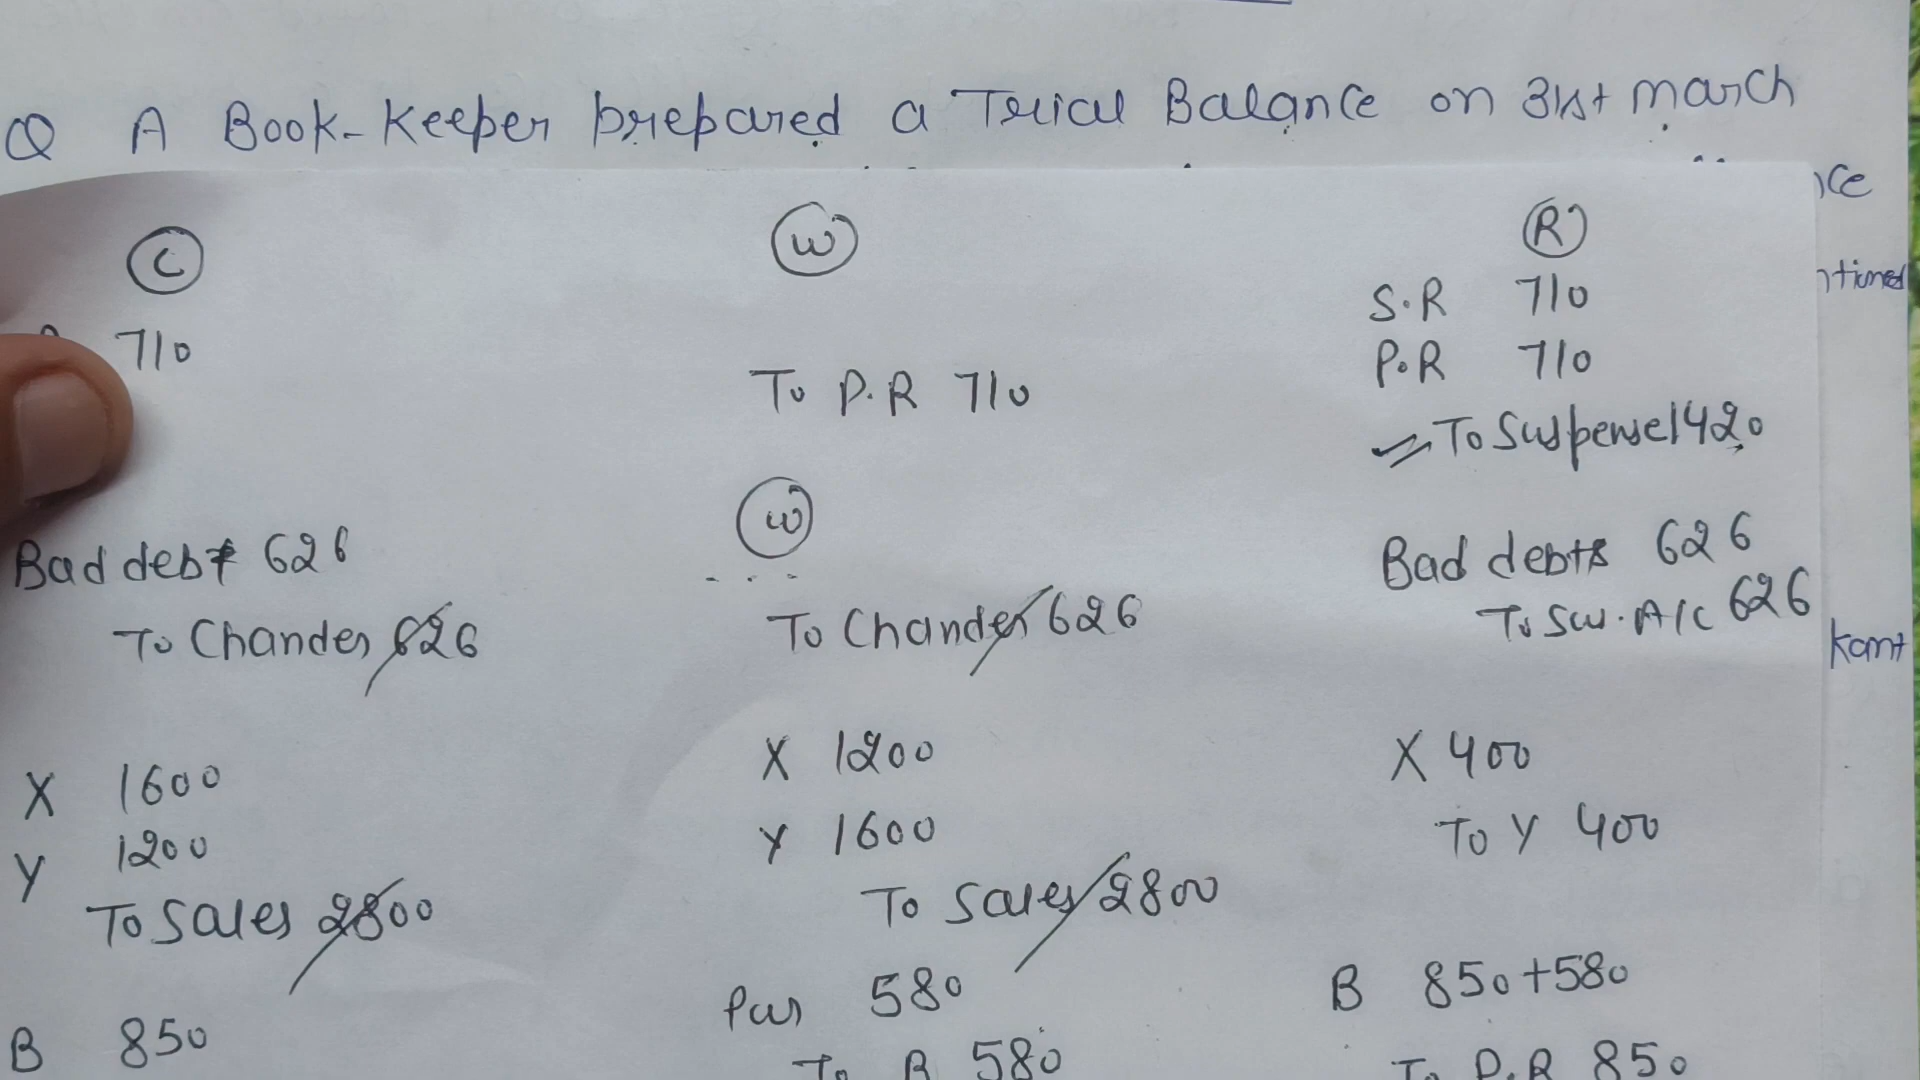 Q A Book-Keeper prepared a Trial Balance on 31st march
ce
C W R
S.R 710
ntioned
710
P.R 710
To P.R 710
To Suspense 1420
W
Bad debt 626
Bad debts 626
To Chander 626
To Chander 626
To Sus. A/C 626
Kant
X 1600
X 1200
X 400
Y 1200
Y 1600
To Y 400
To Sales 2800
To Sales 2800
B 850
Pur 580
B 850+580
To B 580
To P.R 850